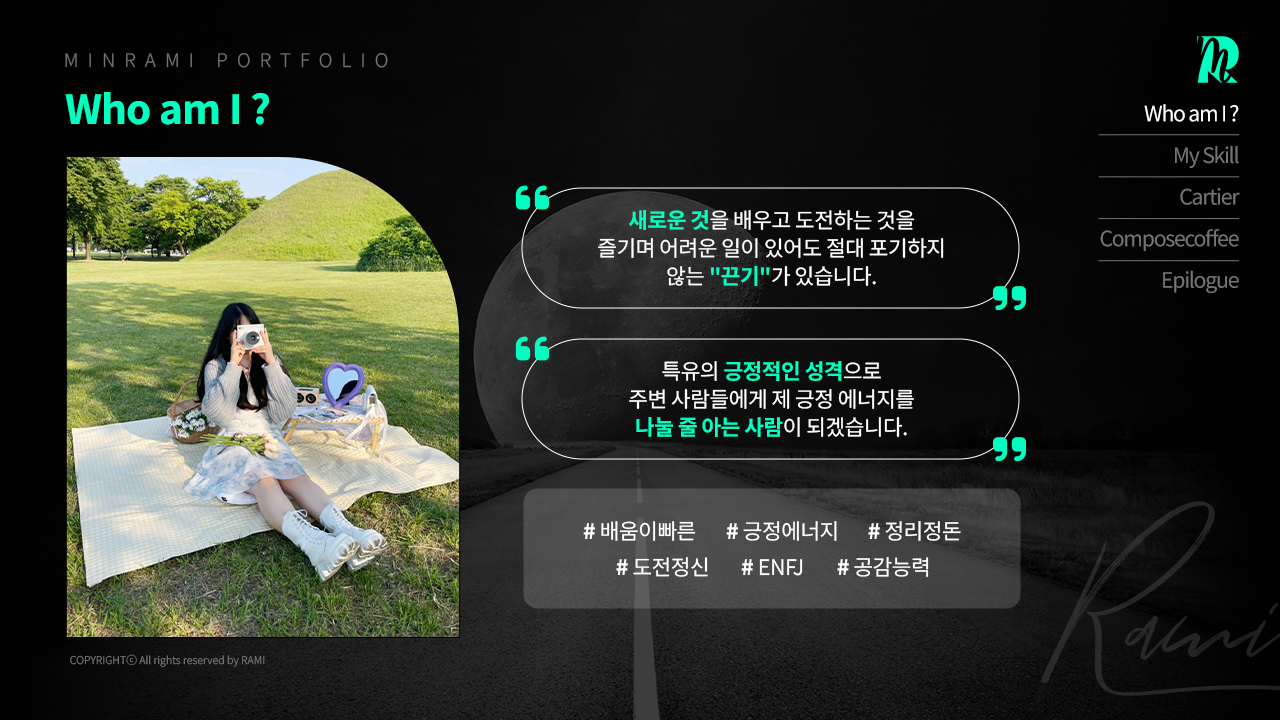 MINRAMI PORTFOLIO
Who am I ?
Who am I ?
My Skill
Cartier
Composecoffee
Epilogue
새로운 것을 배우고 도전하는 것을
즐기며 어려운 일이 있어도 절대 포기하지
않는 "끈기"가 있습니다.
특유의 긍정적인 성격으로
주변 사람들에게 제 긍정 에너지를
나눌 줄 아는 사람이 되겠습니다.
# 배움이빠른 # 긍정에너지 # 정리정돈
# 도전정신 # ENFJ # 공감능력
Rami
COPYRIGHTⓒ All rights reserved by RAMI